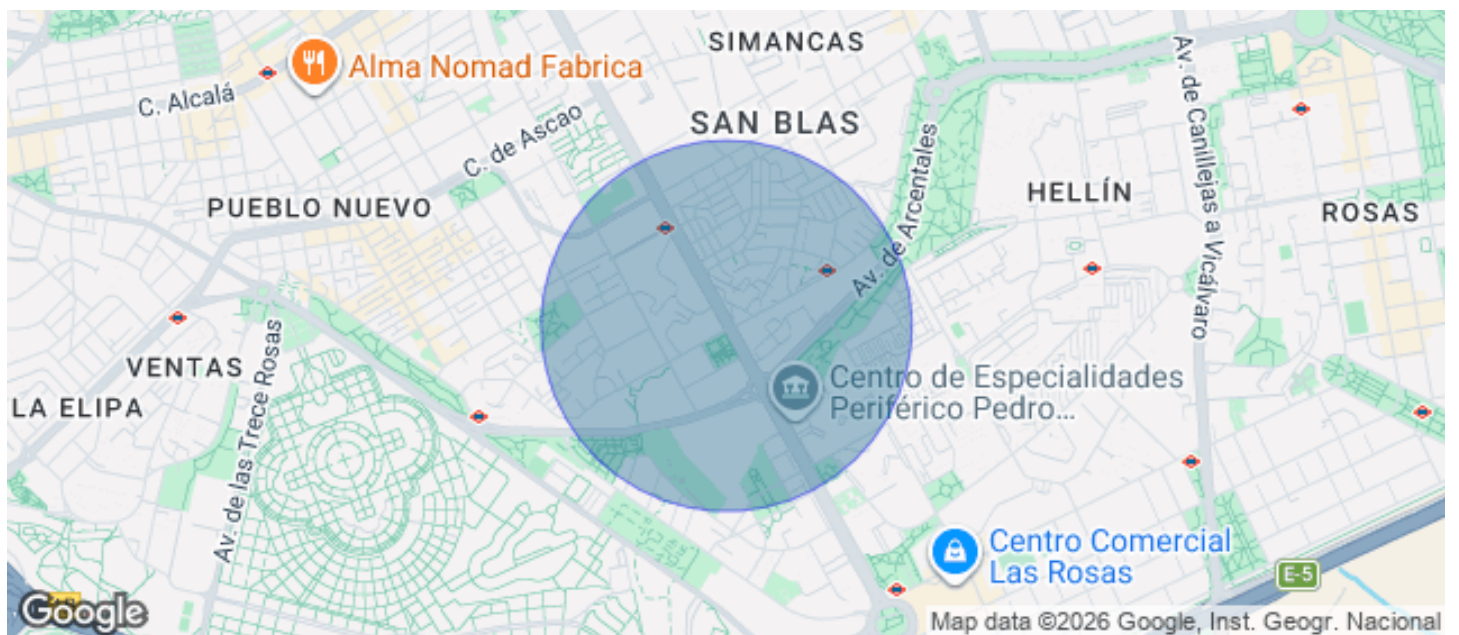 SIMANCAS
Alma Nomad Fabrica
C. Alcalá
SAN BLAS
C. de Ascao
Av. de Canillejas a Vicálvaro
Av. de Arcentales
HELLÍN
PUEBLO NUEVO
ROSAS
VENTAS
Av. de las Trece Rosas
LA ELIPA
Centro de Especialidades
Periférico Pedro...
Centro Comercial
Las Rosas
E-5
Google
Map data ©2026 Google, Inst. Geogr. Nacional